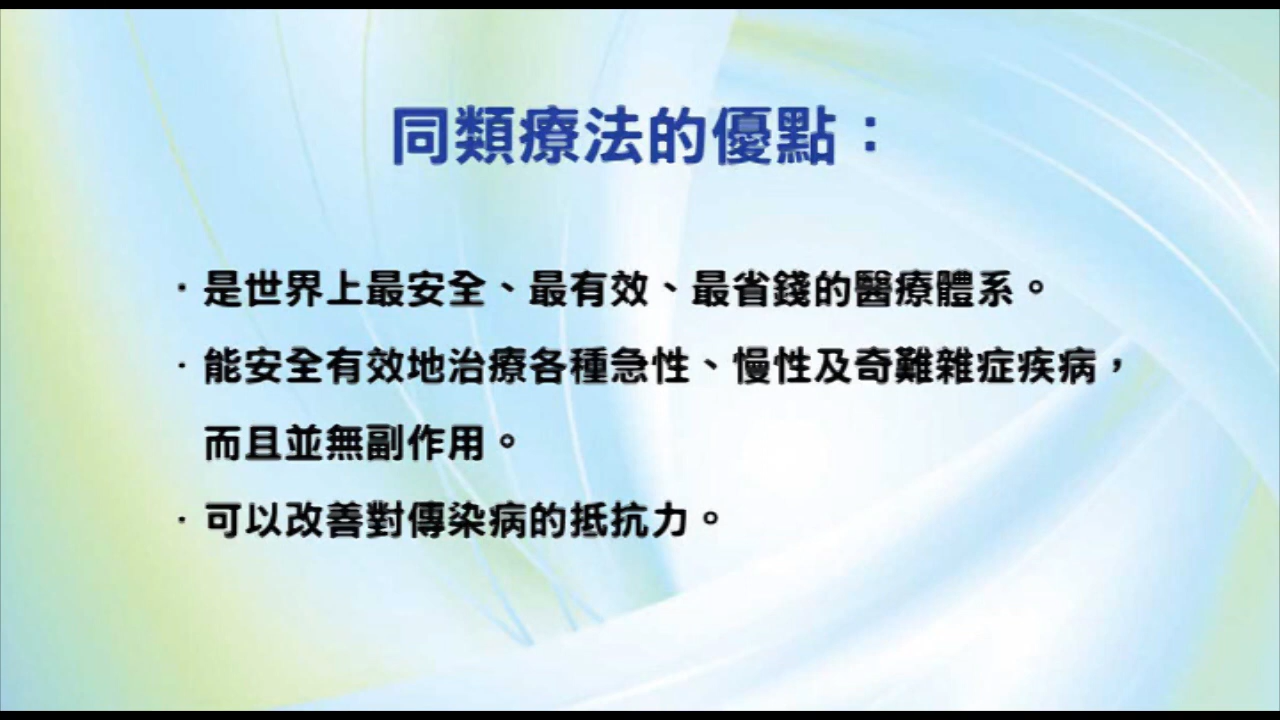 同類療法的優點：
·是世界上最安全、最有效、最省錢的醫療體系。
·能安全有效地治療各種急性、慢性及奇難雜症疾病，
而且並無副作用。
·可以改善對傳染病的抵抗力。